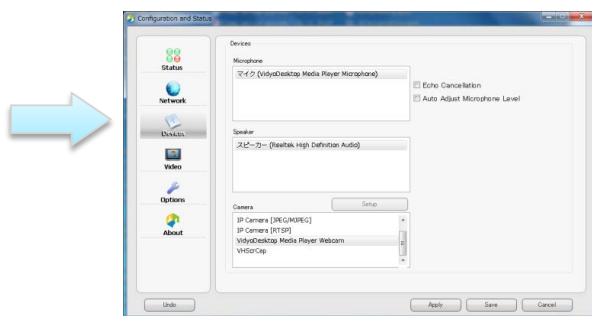 Configuration and Status
Status
Network
Devices
Video
Options
About
Devices
Microphone
マイク (VidyoDesktop Media Player Microphone)
Echo Cancellation
Auto Adjust Microphone Level
Speaker
スピーカー (Realtek High Definition Audio)
Camera
Setup
IP Camera [JPEG/MJPEG]
IP Camera [RTSP]
VidyoDesktop Media Player Webcam
VHScrCap
Undo
Apply
Save
Cancel